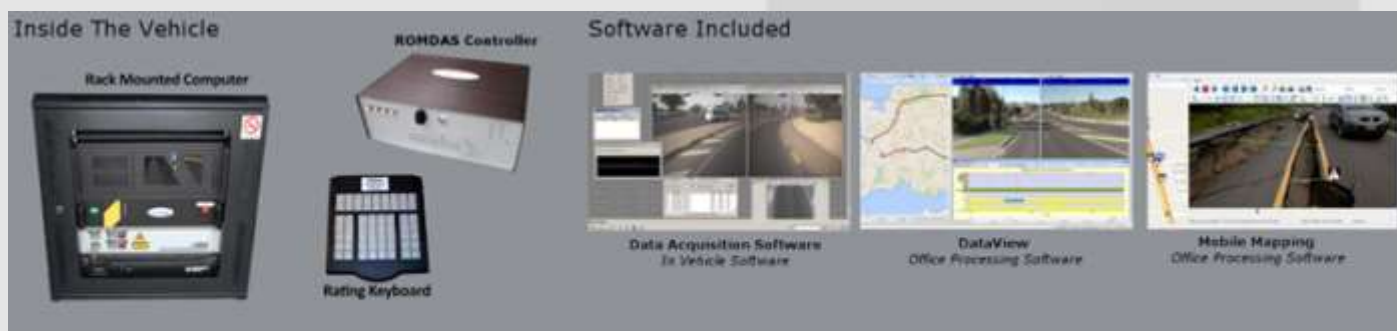 Inside The Vehicle
Rack Mounted Computer
ROMDAS Controller
Rating Keyboard
Software Included
Data Acquisition Software
In Vehicle Software
DataView
Office Processing Software
Mobile Mapping
Office Processing Software